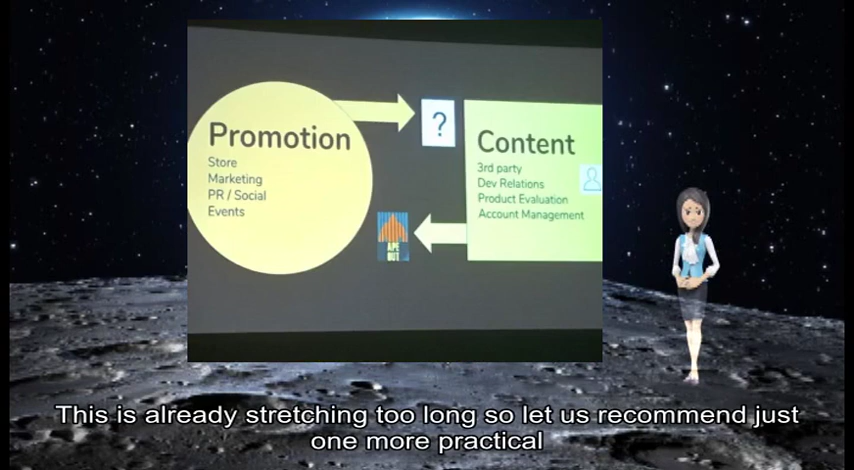 Promotion
Store
Marketing
PR / Social
Events
?
Content
3rd party
Dev Relations
Product Evaluation
Account Management
APE
OUT
This is already stretching too long so let us recommend just
one more practical